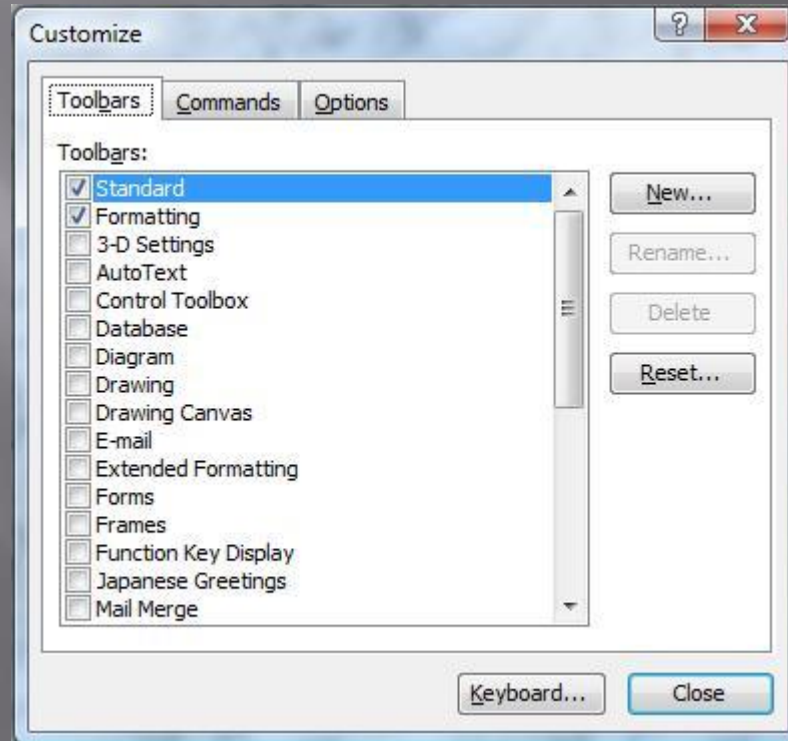 Customize
Toolbars Commands Options
Toolbars:
Standard
Formatting
3-D Settings
AutoText
Control Toolbox
Database
Diagram
Drawing
Drawing Canvas
E-mail
Extended Formatting
Forms
Frames
Function Key Display
Japanese Greetings
Mail Merge
New...
Rename...
Delete
Reset...
Keyboard... Close